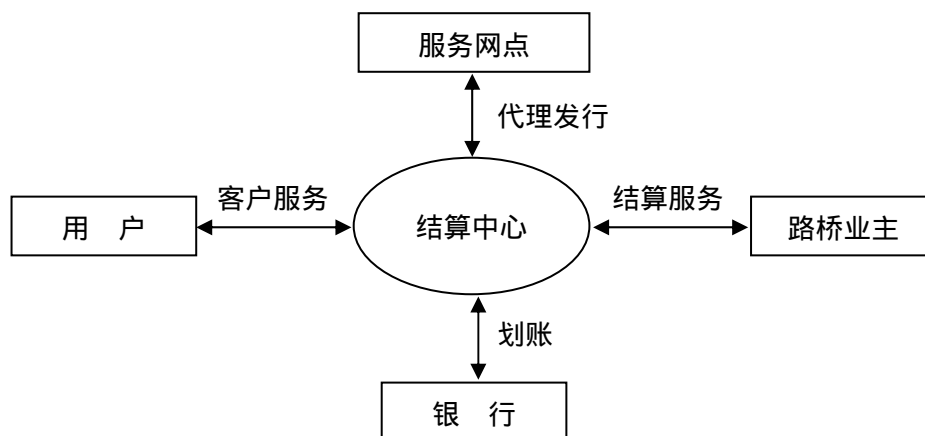 服务网点
代理发行
客户服务
结算服务
用 户
结算中心
路桥业主
划账
银 行